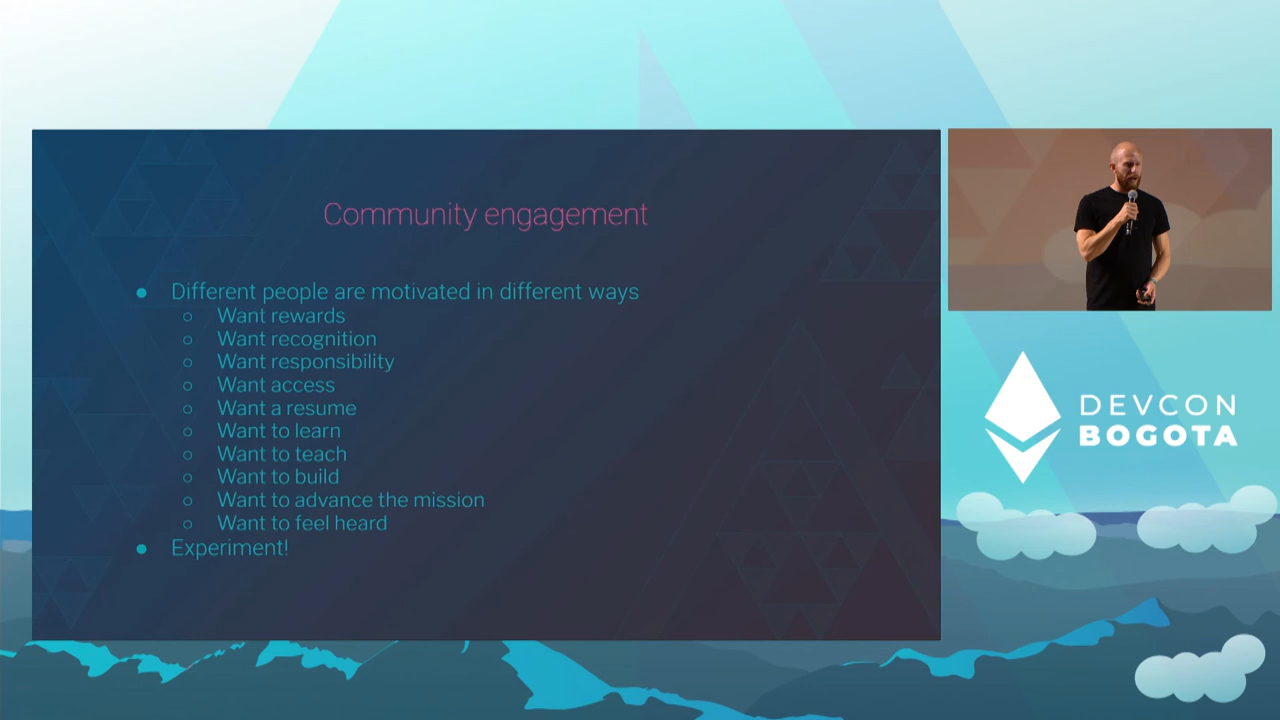 Community engagement
● Different people are motivated in different ways
○ Want rewards
○ Want recognition
○ Want responsibility
○ Want access
○ Want a resume
○ Want to learn
○ Want to teach
○ Want to build
○ Want to advance the mission
○ Want to feel heard
● Experiment!
DEVCON
BOGOTA